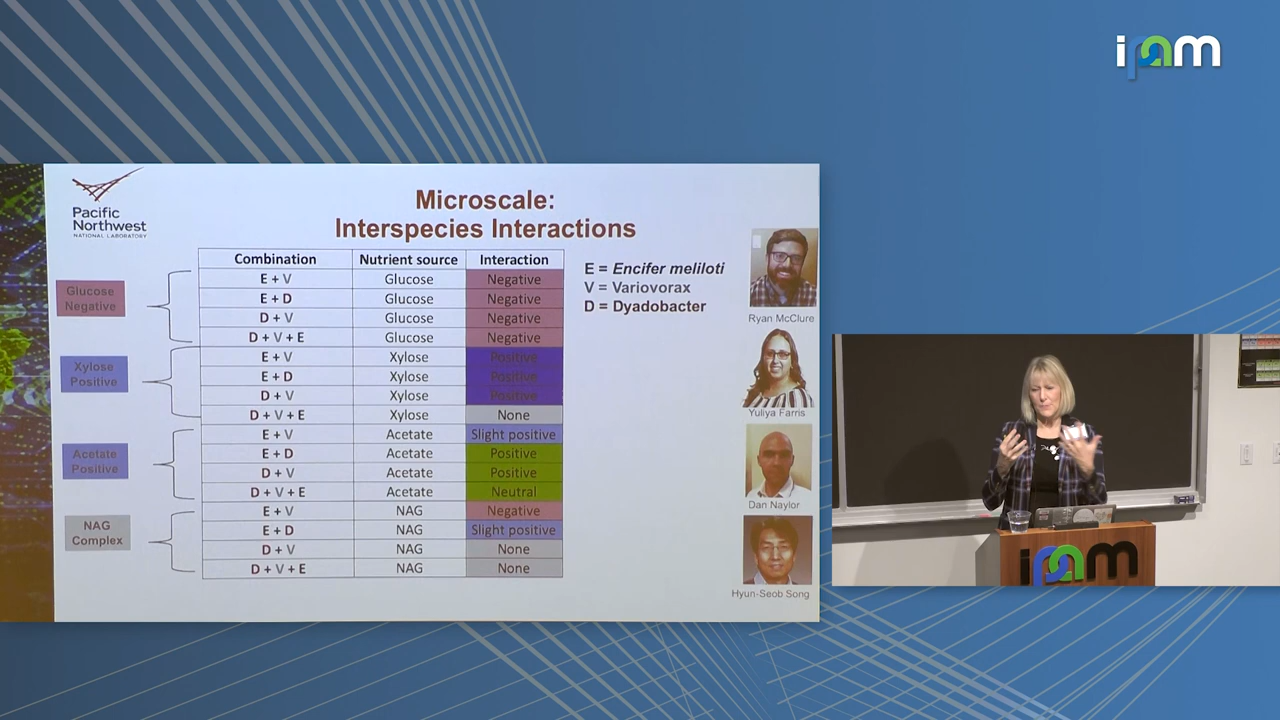 ipam
Pacific
Northwest
NATIONAL LABORATORY
Microscale:
Interspecies Interactions
Combination Nutrient source Interaction
E + V Glucose Negative
E + D Glucose Negative
D + V Glucose Negative
D + V + E Glucose Negative
E + V Xylose Positive
E + D Xylose Positive
D + V Xylose Positive
D + V + E Xylose None
E + V Acetate Slight positive
E + D Acetate Positive
D + V Acetate Positive
D + V + E Acetate Neutral
E + V NAG Negative
E + D NAG Slight positive
D + V NAG None
D + V + E NAG None
Glucose
Negative
Xylose
Positive
Acetate
Positive
NAG
Complex
E = Encifer meliloti
V = Variovorax
D = Dyadobacter
Ryan McClure
Yuliya Farris
Dan Naylor
Hyun-Seob Song
ipam